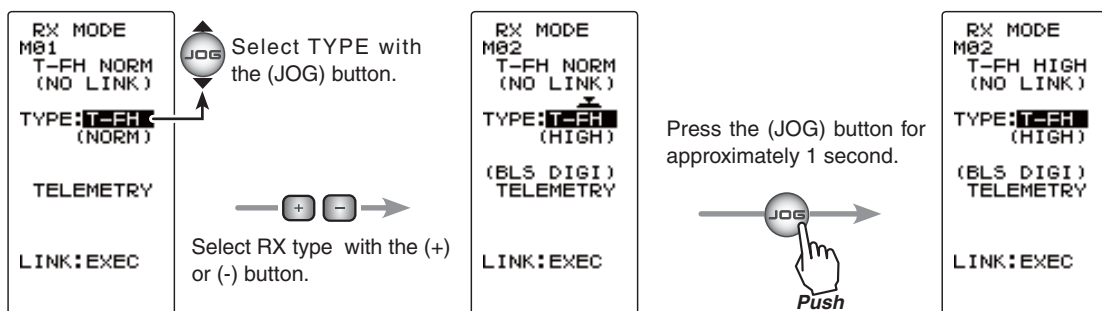 RX MODE
M01
T-FH NORM
(NO LINK)
TYPE:T-FH
(NORM)
TELEMETRY
LINK:EXEC
JOG
Select TYPE with
the (JOG) button.
+ -
Select RX type with the (+)
or (-) button.
RX MODE
M02
T-FH NORM
(NO LINK)
TYPE:T-FH
(HIGH)
(BLS DIGI)
TELEMETRY
LINK:EXEC
Press the (JOG) button for
approximately 1 second.
JOG
Push
RX MODE
M02
T-FH HIGH
(NO LINK)
TYPE:T-FH
(HIGH)
(BLS DIGI)
TELEMETRY
LINK:EXEC